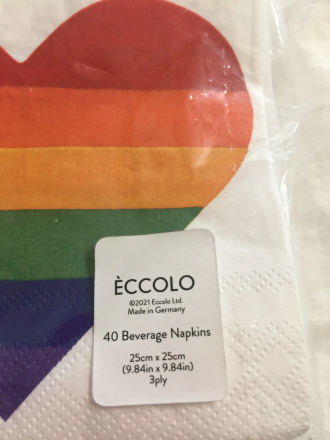 ÈCCOLO
©2021 Eccolo Ltd.
Made in Germany
40 Beverage Napkins
25cm x 25cm
(9.84in x 9.84in)
3ply